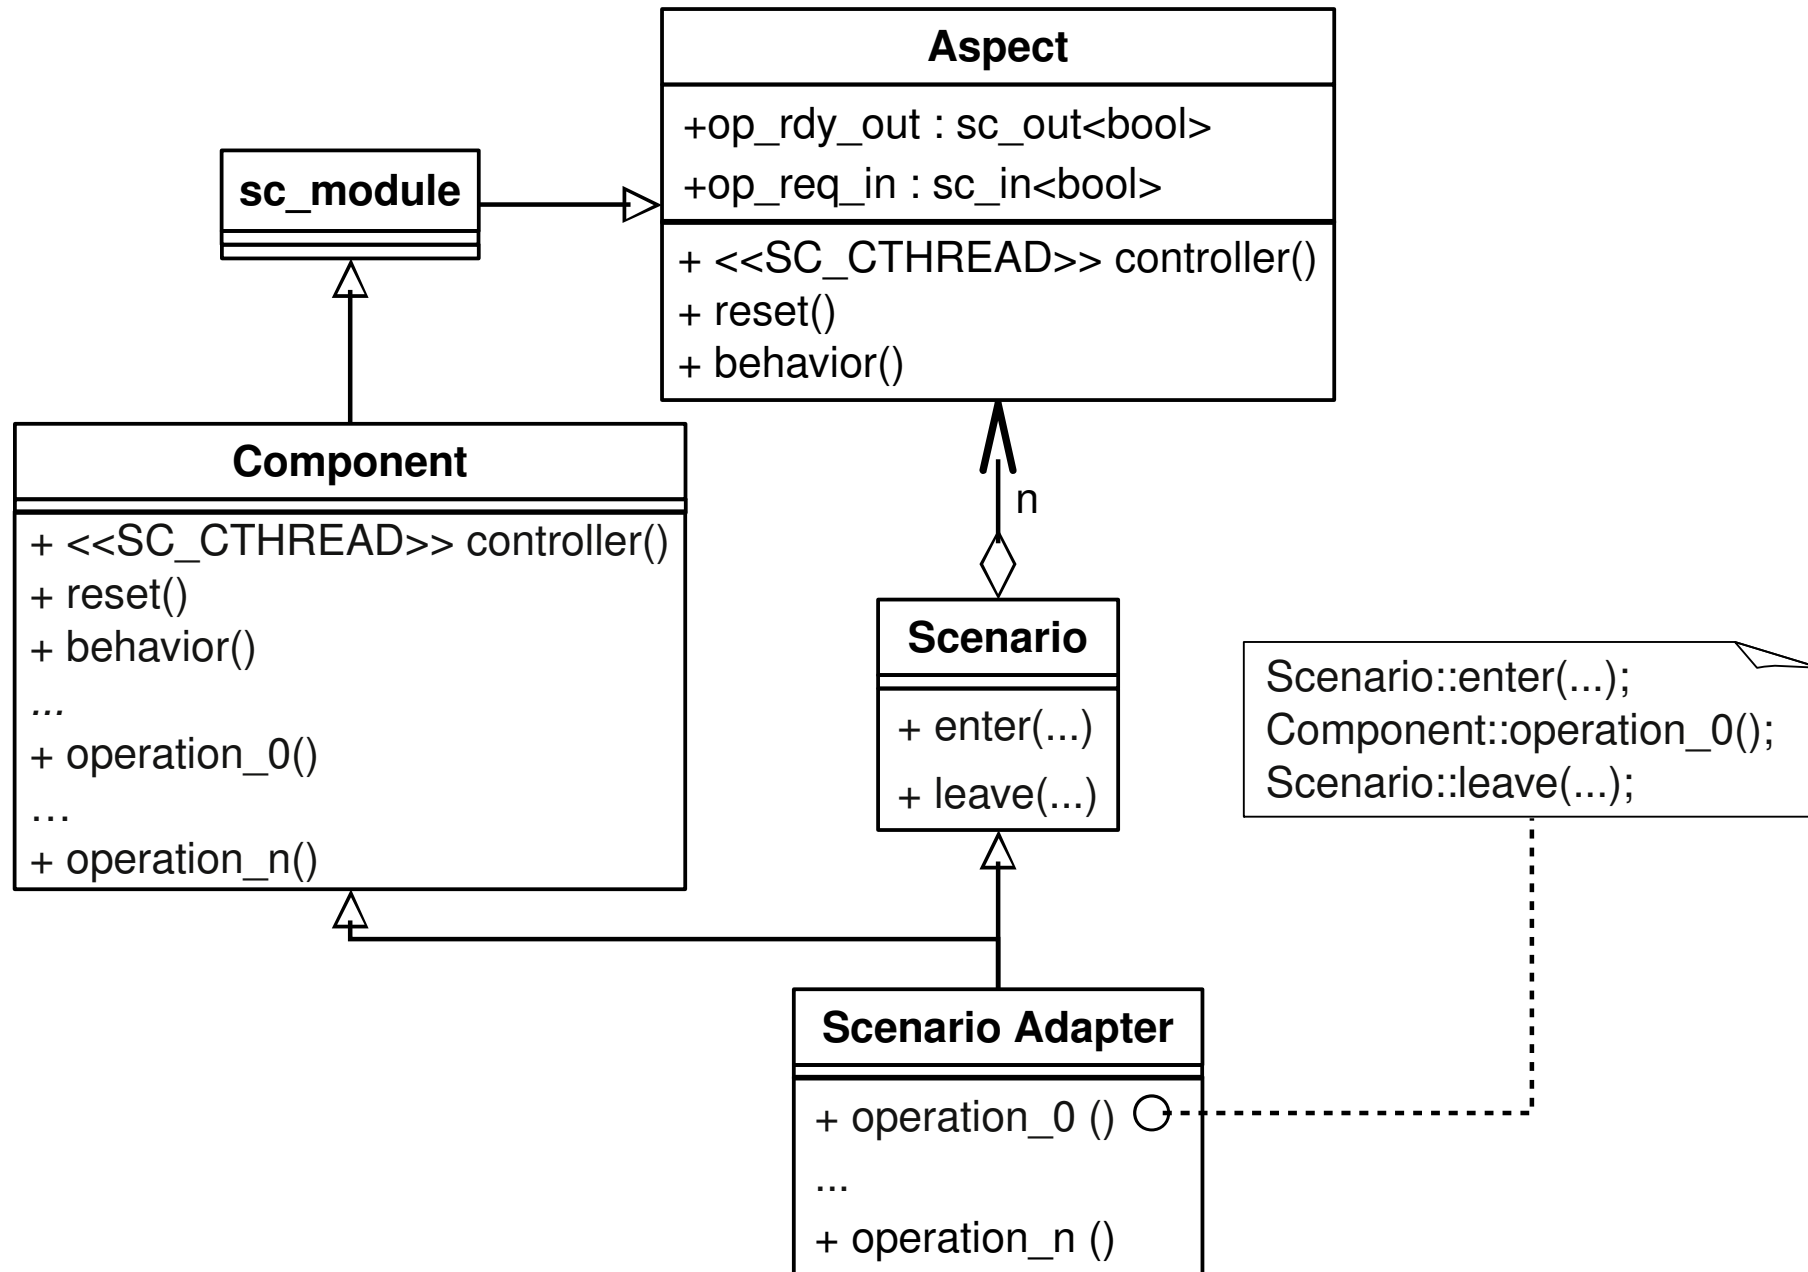 Aspect
+op_rdy_out : sc_out<bool>
+op_req_in : sc_in<bool>
+ <<SC_CTHREAD>> controller()
+ reset()
+ behavior()
sc_module
Component
+ <<SC_CTHREAD>> controller()
+ reset()
+ behavior()
...
+ operation_0()
...
+ operation_n()
n
Scenario
+ enter(...)
+ leave(...)
Scenario::enter(...);
Component::operation_0();
Scenario::leave(...);
Scenario Adapter
+ operation_0 ()
...
+ operation_n ()